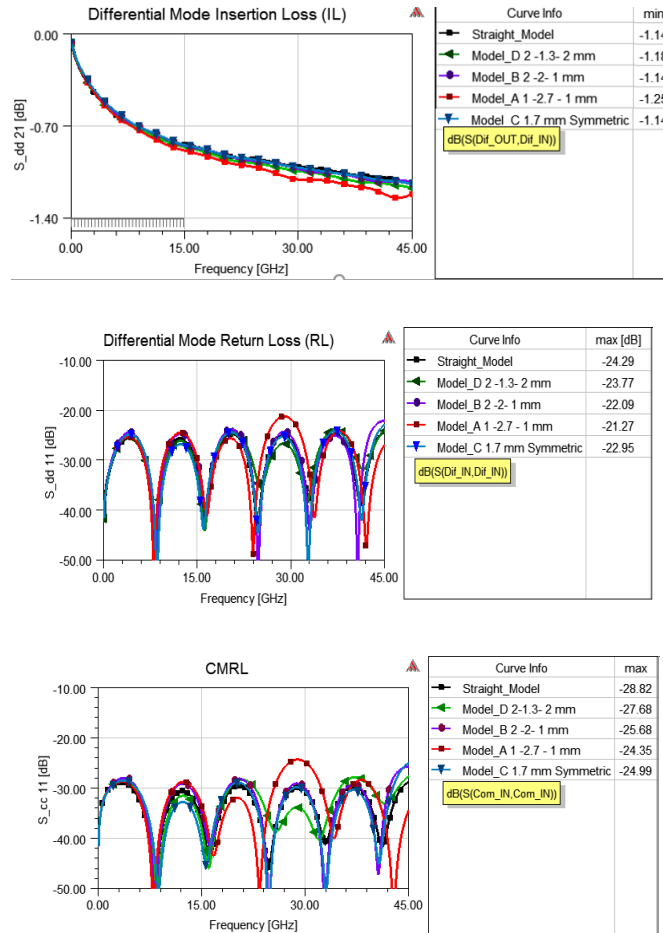 Differential Mode Insertion Loss (IL)
0.00
-0.70
-1.40
S_dd 21 [dB]
0.00 15.00 30.00 45.00
Frequency [GHz]
Curve Info min
Straight_Model -1.14
Model_D 2 -1.3- 2 mm -1.18
Model_B 2 -2- 1 mm -1.14
Model_A 1 -2.7 - 1 mm -1.25
Model_C 1.7 mm Symmetric -1.14
dB(S(Dif_OUT,Dif_IN))
Differential Mode Return Loss (RL)
-10.00
-20.00
-30.00
-40.00
-50.00
S_dd 11 [dB]
0.00 15.00 30.00 45.00
Frequency [GHz]
Curve Info max [dB]
Straight_Model -24.29
Model_D 2 -1.3- 2 mm -23.77
Model_B 2 -2- 1 mm -22.09
Model_A 1 -2.7 - 1 mm -21.27
Model_C 1.7 mm Symmetric -22.95
dB(S(Dif_IN,Dif_IN))
CMRL
-10.00
-20.00
-30.00
-40.00
-50.00
S_cc 11 [dB]
0.00 15.00 30.00 45.00
Frequency [GHz]
Curve Info max
Straight_Model -28.82
Model_D 2-1.3- 2 mm -27.68
Model_B 2 -2- 1 mm -25.68
Model_A 1 -2.7 - 1 mm -24.35
Model_C 1.7 mm Symmetric -24.99
dB(S(Com_IN,Com_IN))